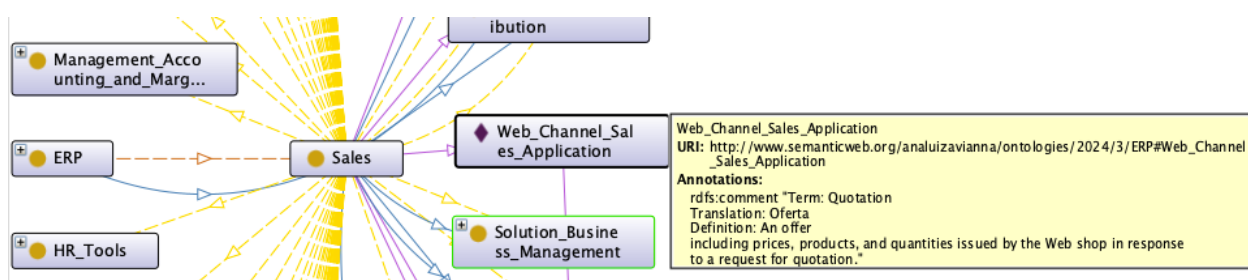 ibution
Management_Acco
unting_and_Marg...
Web_Channel_Sal
es_Application
ERP
Sales
HR_Tools
Solution_Busine
ss_Management
Web_Channel_Sales_Application
URI: http://www.semanticweb.org/analuizavianna/ontologies/2024/3/ERP#Web_Channel
_Sales_Application
Annotations:
rdfs:comment "Term: Quotation
Translation: Oferta
Definition: An offer
including prices, products, and quantities issued by the Web shop in response
to a request for quotation."